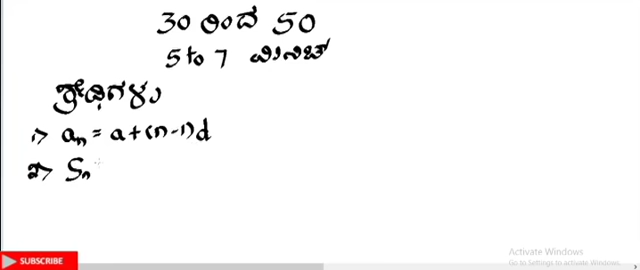 30 ರಿಂದ 50
5 to 7 ಮಿನಿಟ್
ಶ್ರೇಢಿಗಳು
1) aₙ = a+(n-1)d
2) Sₙ
SUBSCRIBE
Activate Windows
Go to Settings to activate Windows.